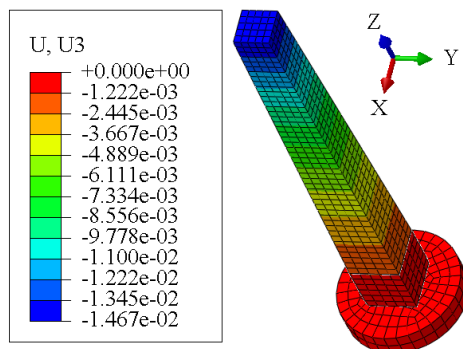 U, U3
+0.000e+00
-1.222e-03
-2.445e-03
-3.667e-03
-4.889e-03
-6.111e-03
-7.334e-03
-8.556e-03
-9.778e-03
-1.100e-02
-1.222e-02
-1.345e-02
-1.467e-02
Z
Y
X